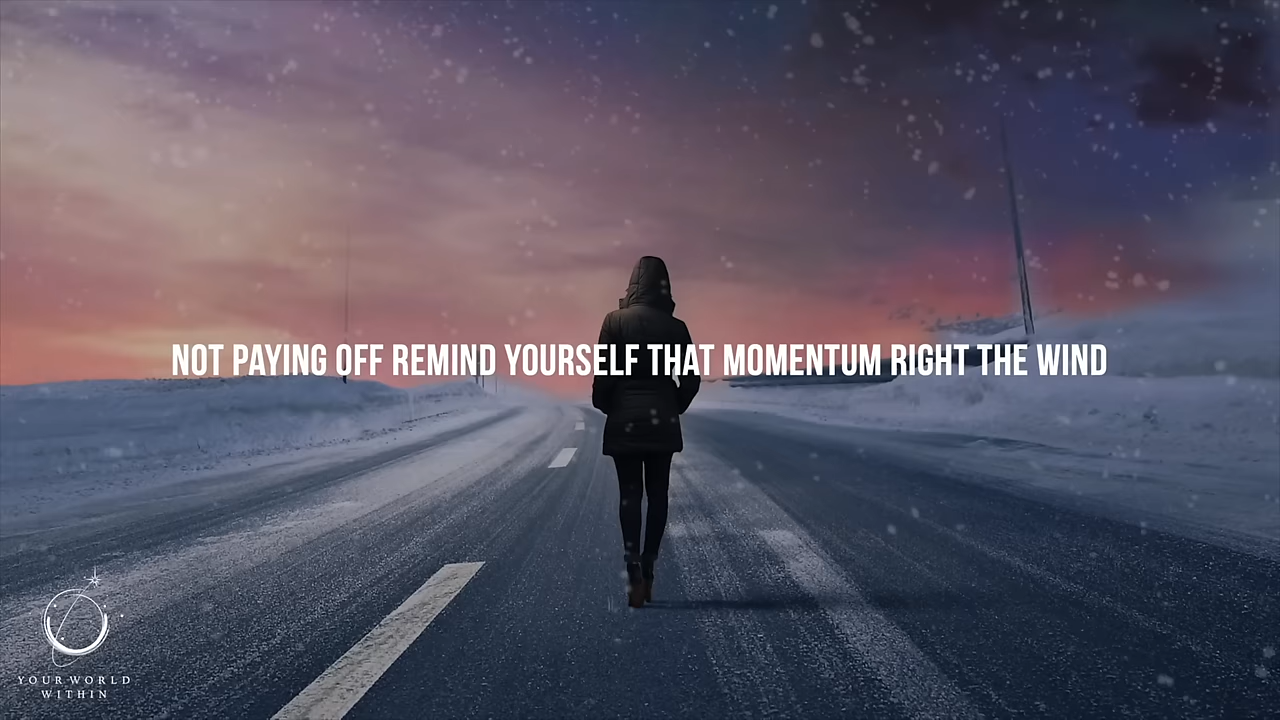 NOT PAYING OFF REMIND YOURSELF THAT MOMENTUM RIGHT THE WIND
YOUR WORLD
WITHIN